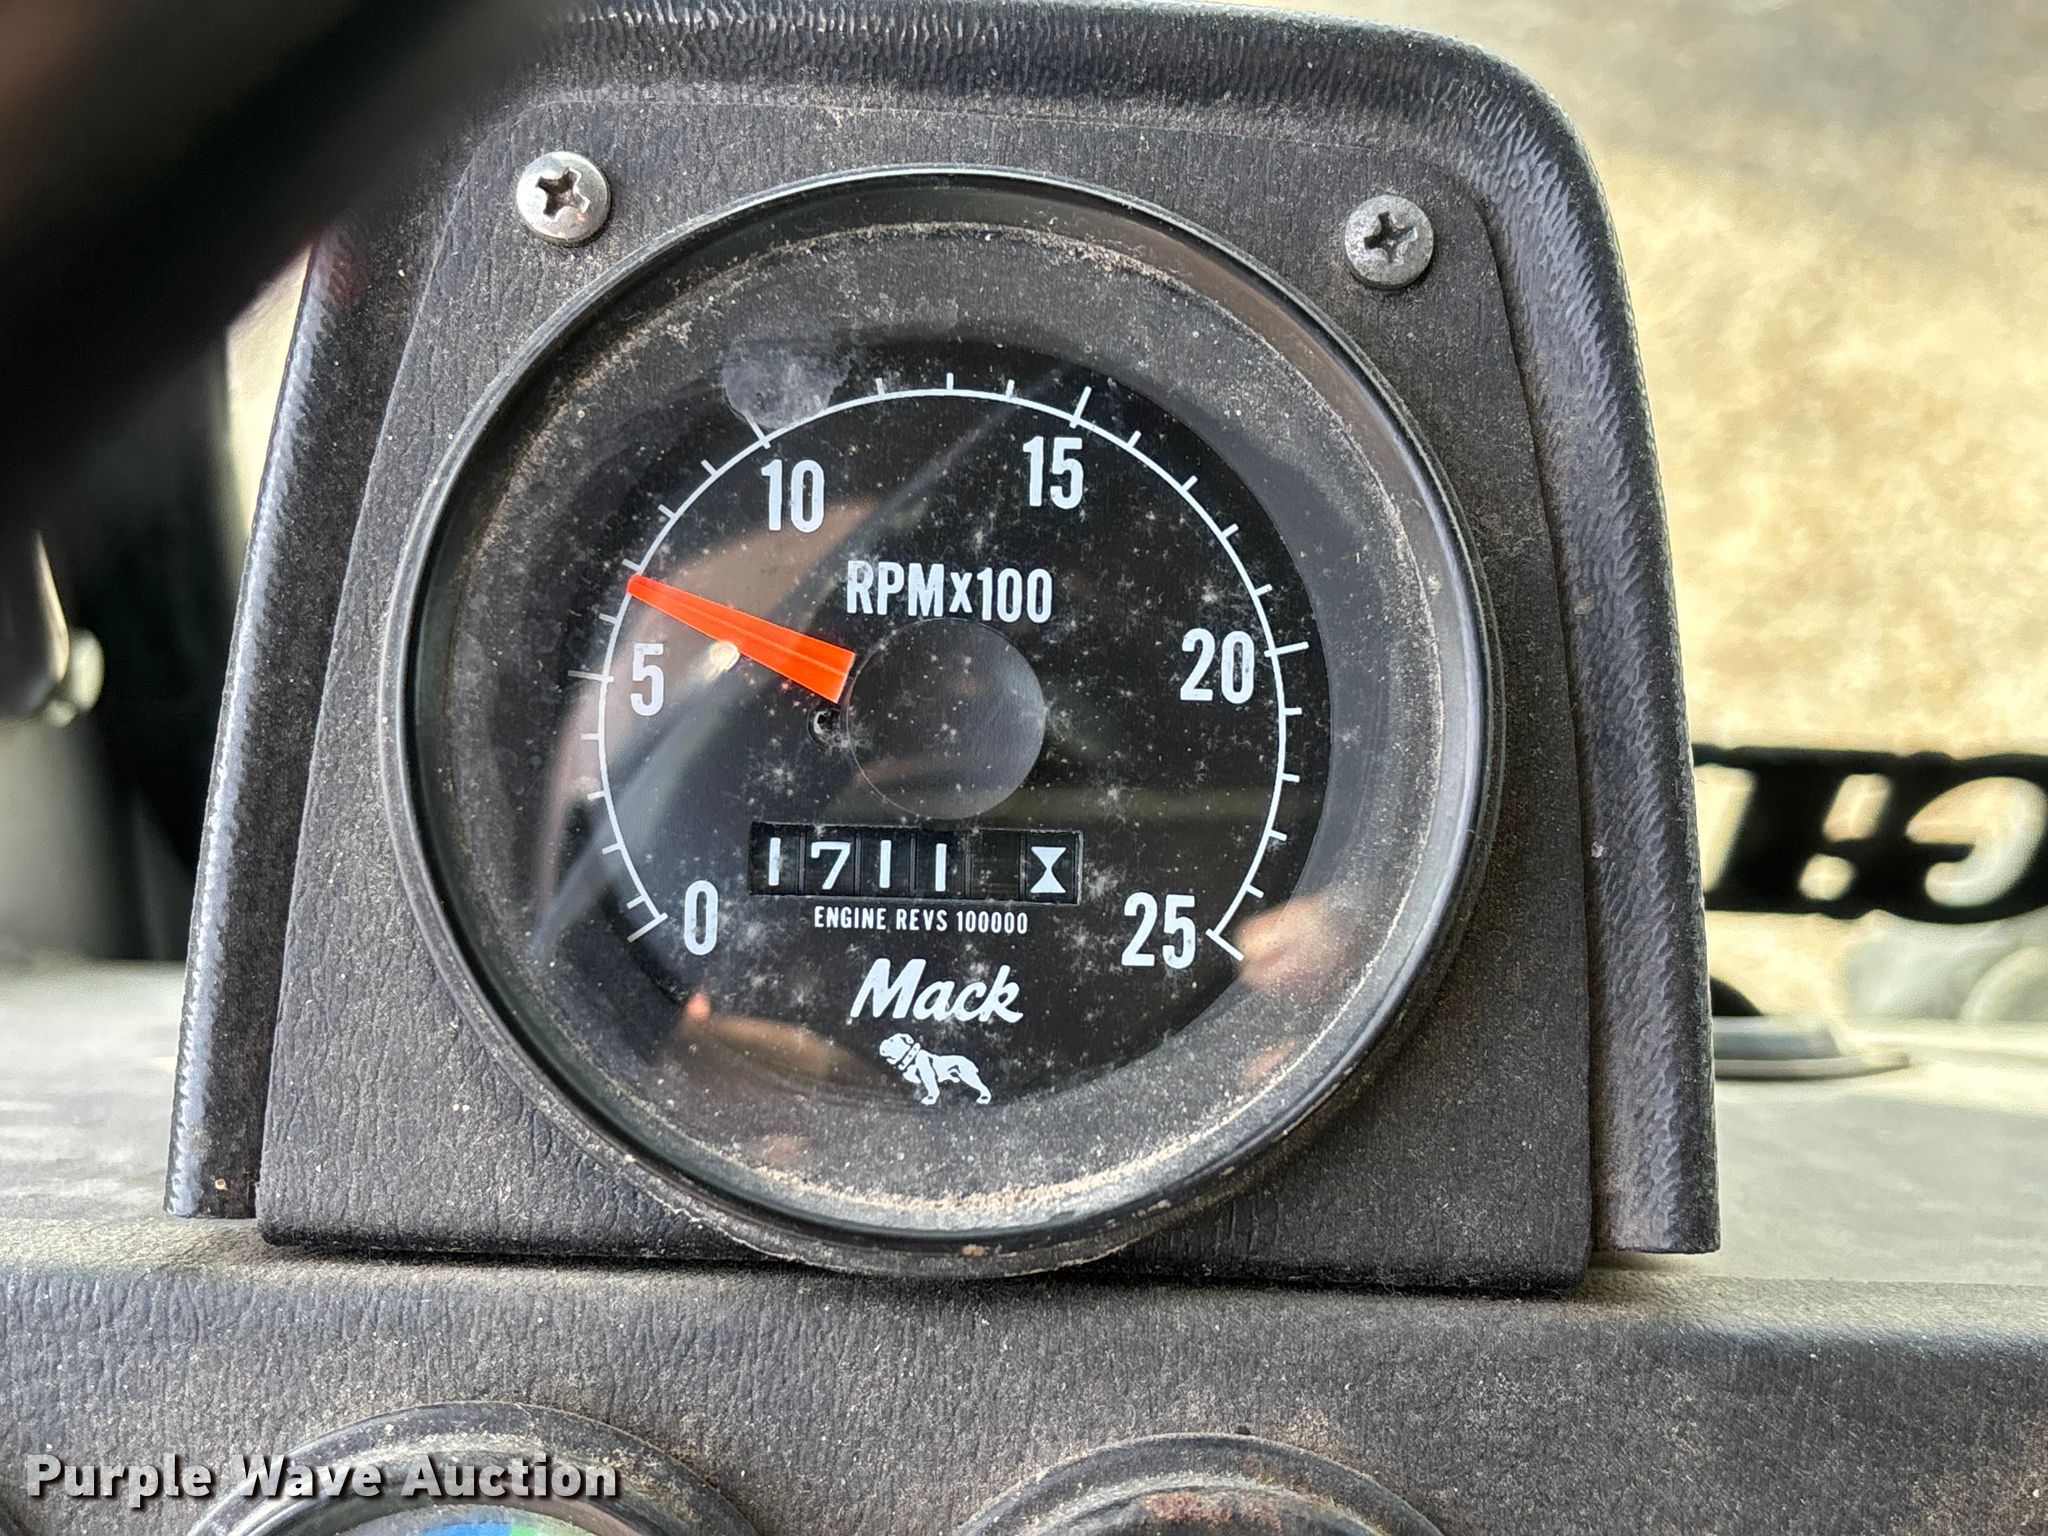 10
15
RPMX100
5
20
1711
0
ENGINE REVS 100000
25
Mack
Purple Wave Auction